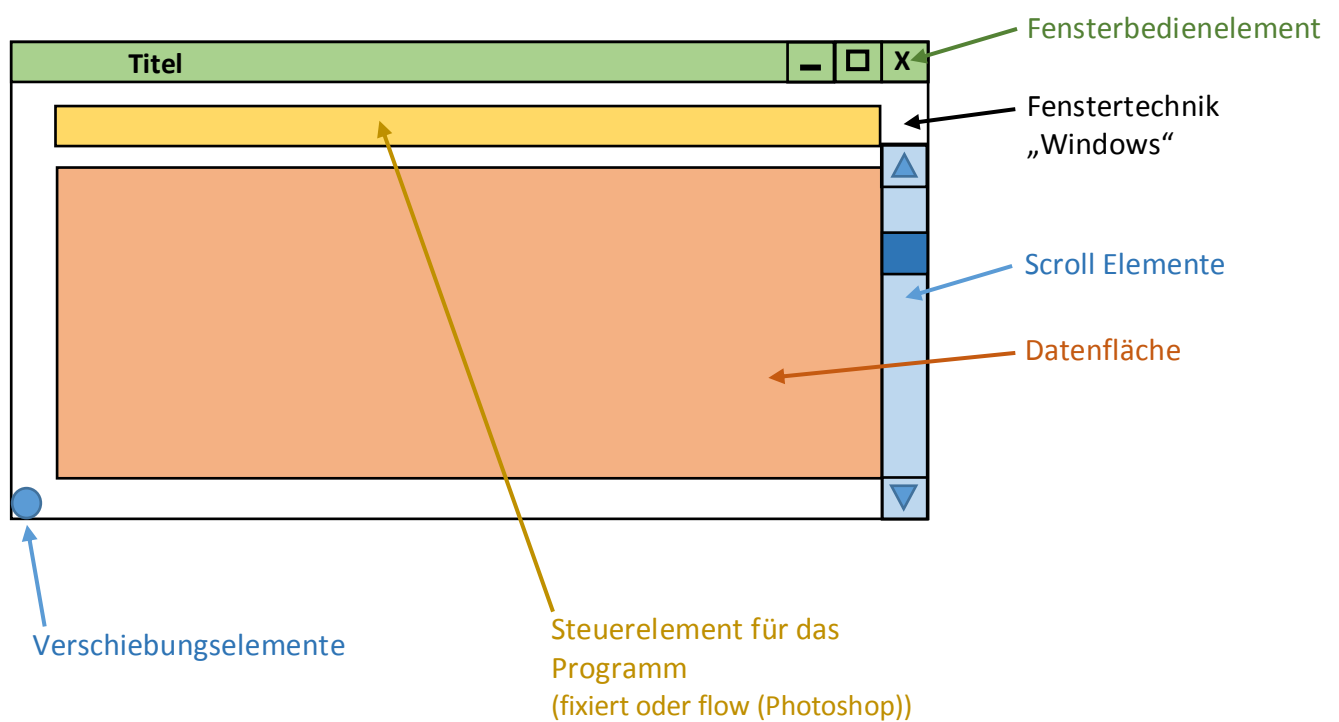 Fensterbedienelement
Titel
X
Fenstertechnik
„Windows“
Scroll Elemente
Datenfläche
Verschiebungselemente
Steuerelement für das
Programm
(fixiert oder flow (Photoshop))